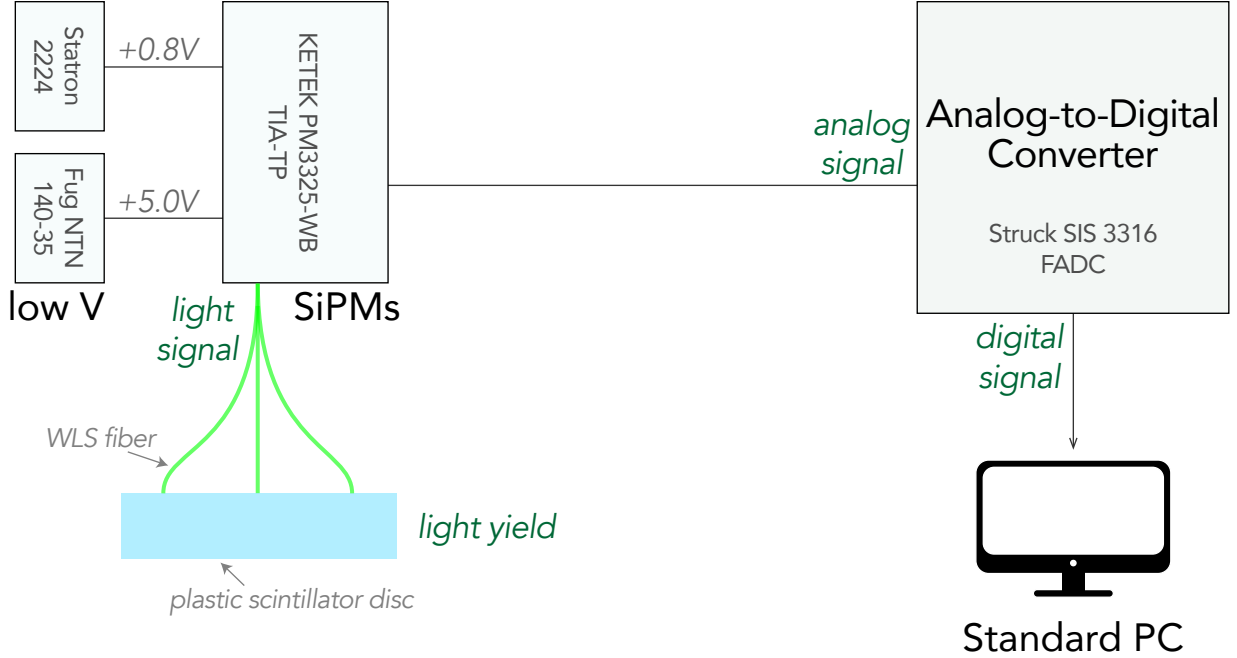 Statron
2224
+0.8V
Fug NTN
140-35
+5.0V
low V
KETEK PM3325-WB
TIA-TP
SiPMs
light
signal
WLS fiber
light yield
plastic scintillator disc
analog
signal
Analog-to-Digital
Converter
Struck SIS 3316
FADC
digital
signal
Standard PC